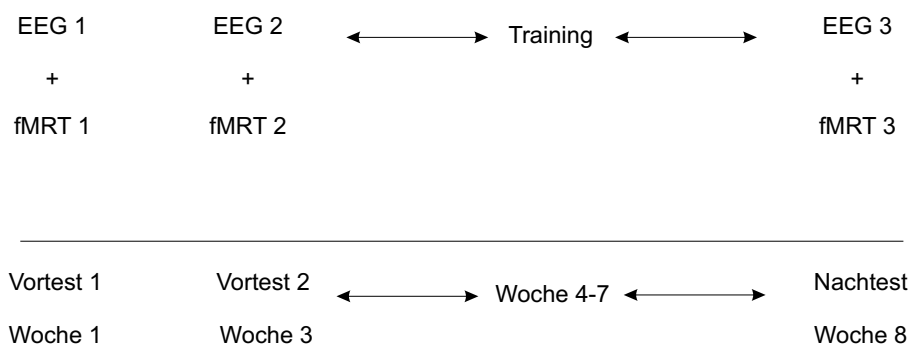 EEG 1 EEG 2 Training EEG 3
+ + +
fMRT 1 fMRT 2 fMRT 3
Vortest 1 Vortest 2 Woche 4-7 Nachtest
Woche 1 Woche 3 Woche 8